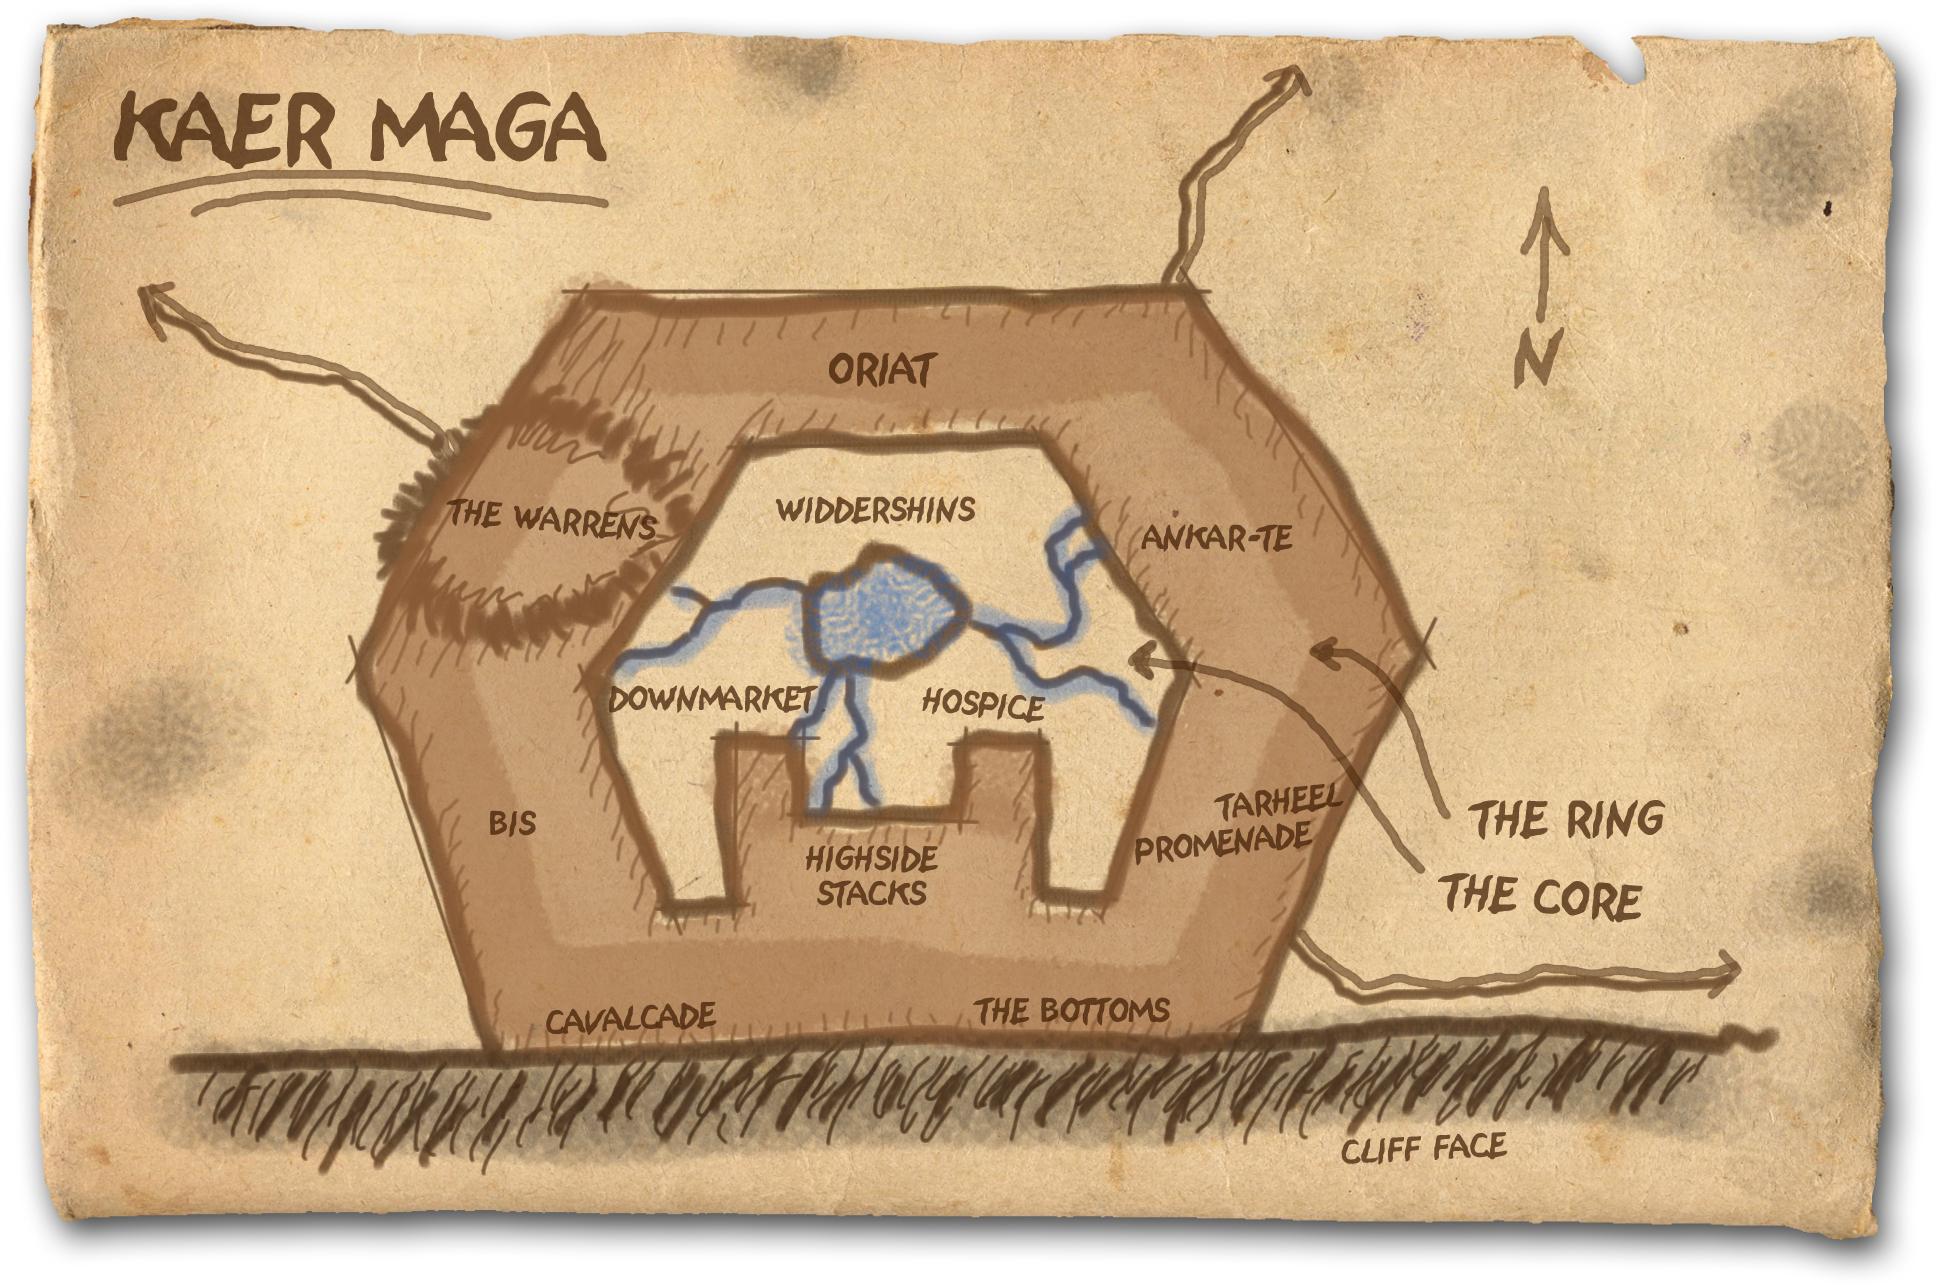 KAER MAGA
N
ORIAT
THE WARRENS
WIDDERSHINS
ANKAR-TE
DOWNMARKET
HOSPICE
BIS
HIGHSIDE
STACKS
TARHEEL
PROMENADE
THE RING
THE CORE
CAVALCADE
THE BOTTOMS
CLIFF FACE